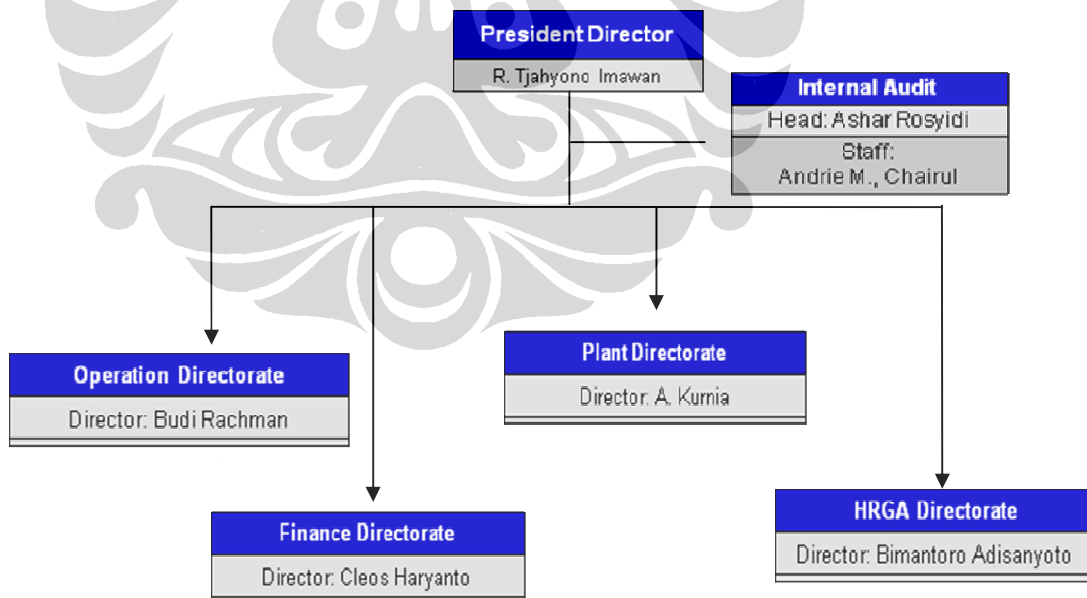 President Director
R. Tjahyono Imawan
Internal Audit
Head: Ashar Rosyidi
Staff:
Andrie M., Chairul
Plant Directorate
Director: A. Kurnia
Operation Directorate
Director: Budi Rachman
HRGA Directorate
Director: Bimantoro Adisanyoto
Finance Directorate
Director: Cleos Haryanto